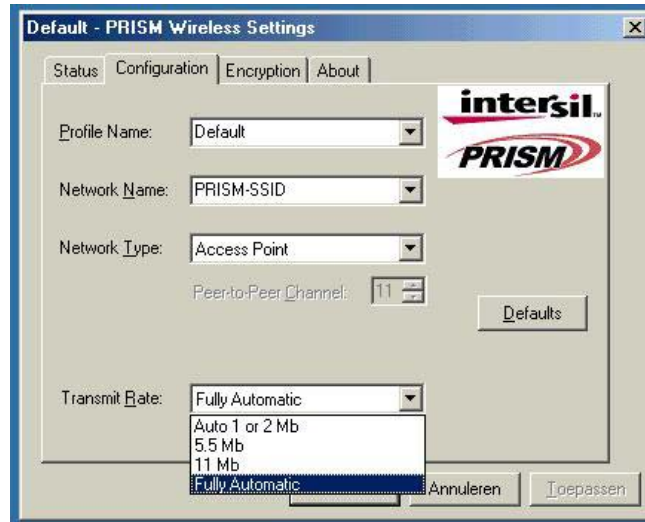 Default - PRISM Wireless Settings
Status Configuration Encryption About
intersil.
PRISM
Profile Name: Default
Network Name: PRISM-SSID
Network Type: Access Point
Peer-to-Peer Channel: 11
Defaults
Transmit Rate: Fully Automatic
Auto 1 or 2 Mb
5.5 Mb
11 Mb
Fully Automatic
Annuleren Toepassen